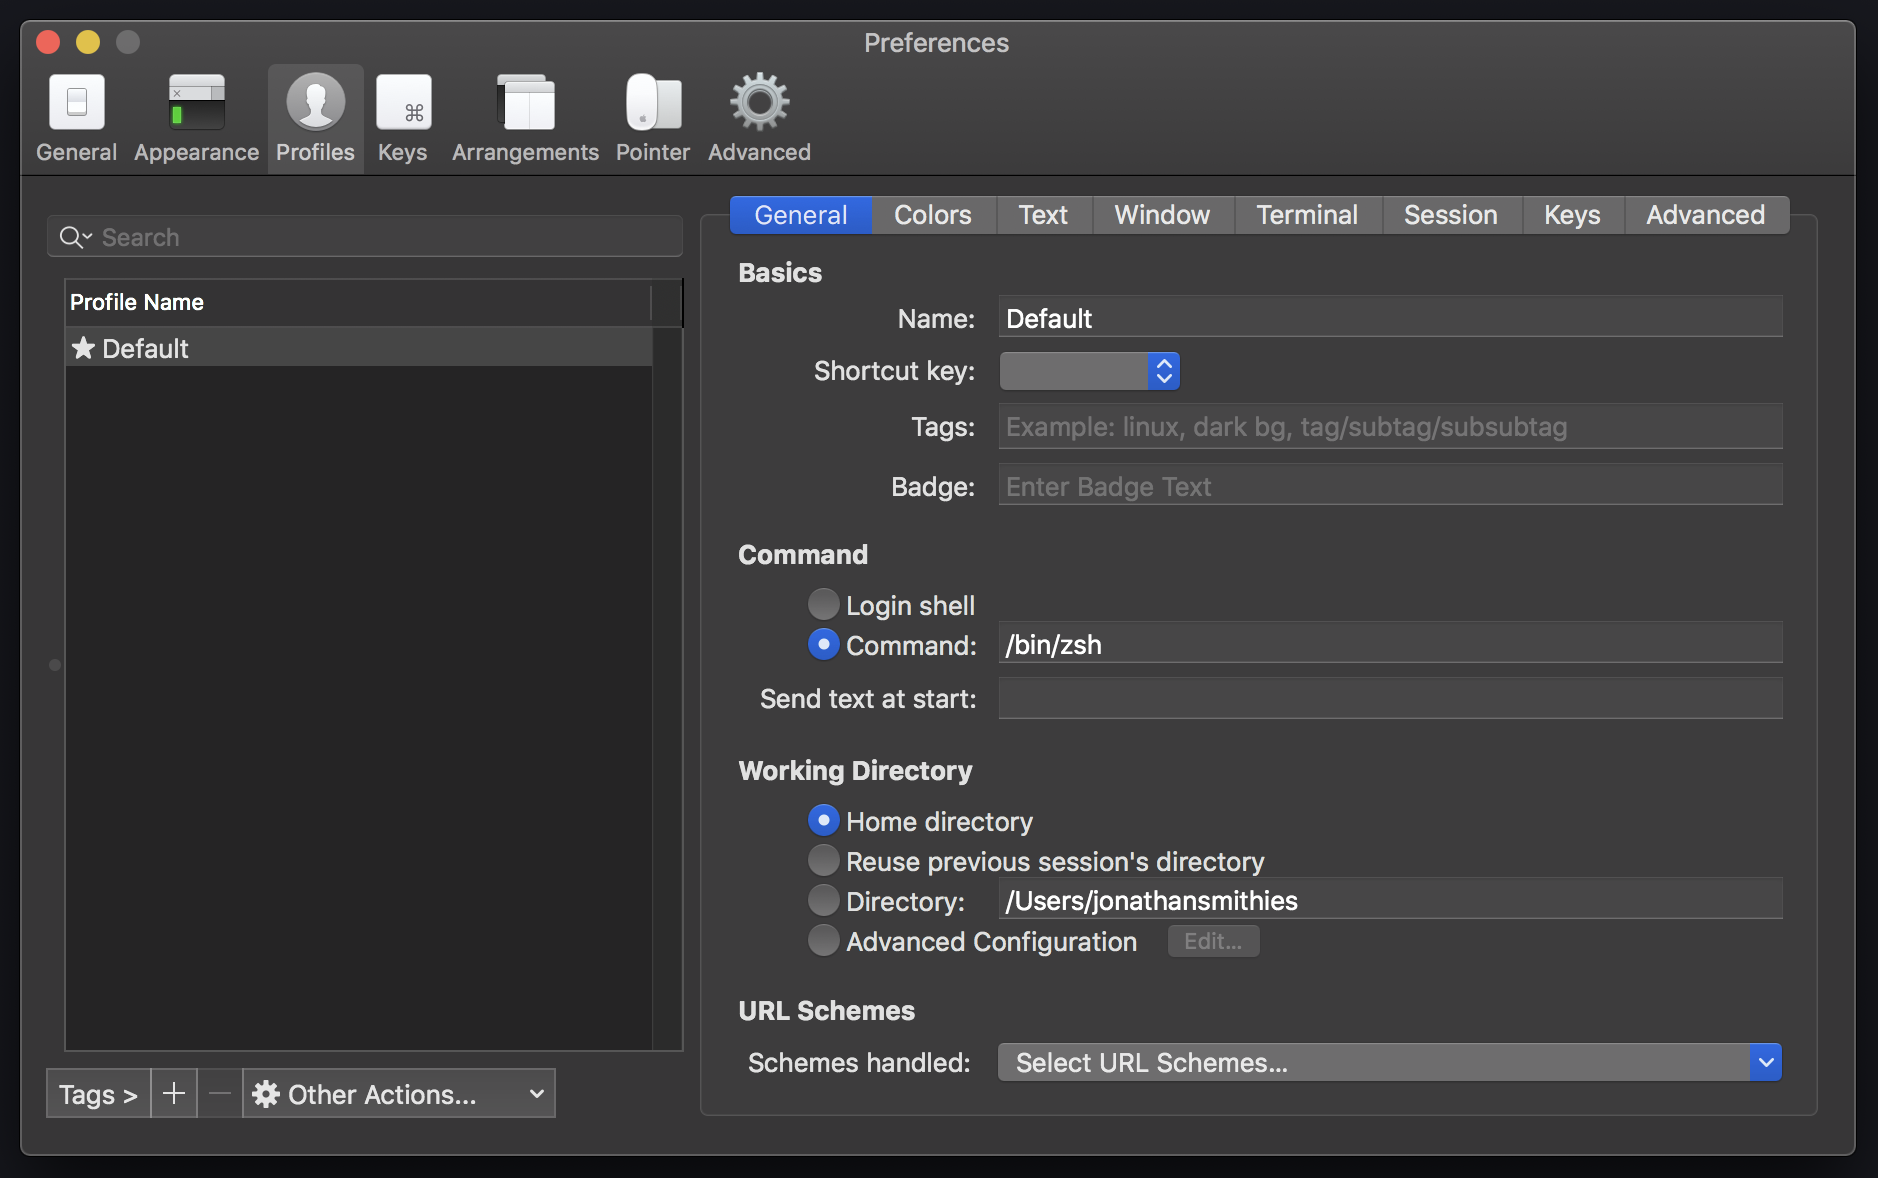 Preferences
General Appearance Profiles Keys Arrangements Pointer Advanced
Search
Profile Name
Default
Tags > Other Actions...
General Colors Text Window Terminal Session Keys Advanced
Basics
Name: Default
Shortcut key:
Tags: Example: linux, dark bg, tag/subtag/subsubtag
Badge: Enter Badge Text
Command
Login shell
Command: /bin/zsh
Send text at start:
Working Directory
Home directory
Reuse previous session's directory
Directory: /Users/jonathansmithies
Advanced Configuration Edit...
URL Schemes
Schemes handled: Select URL Schemes...